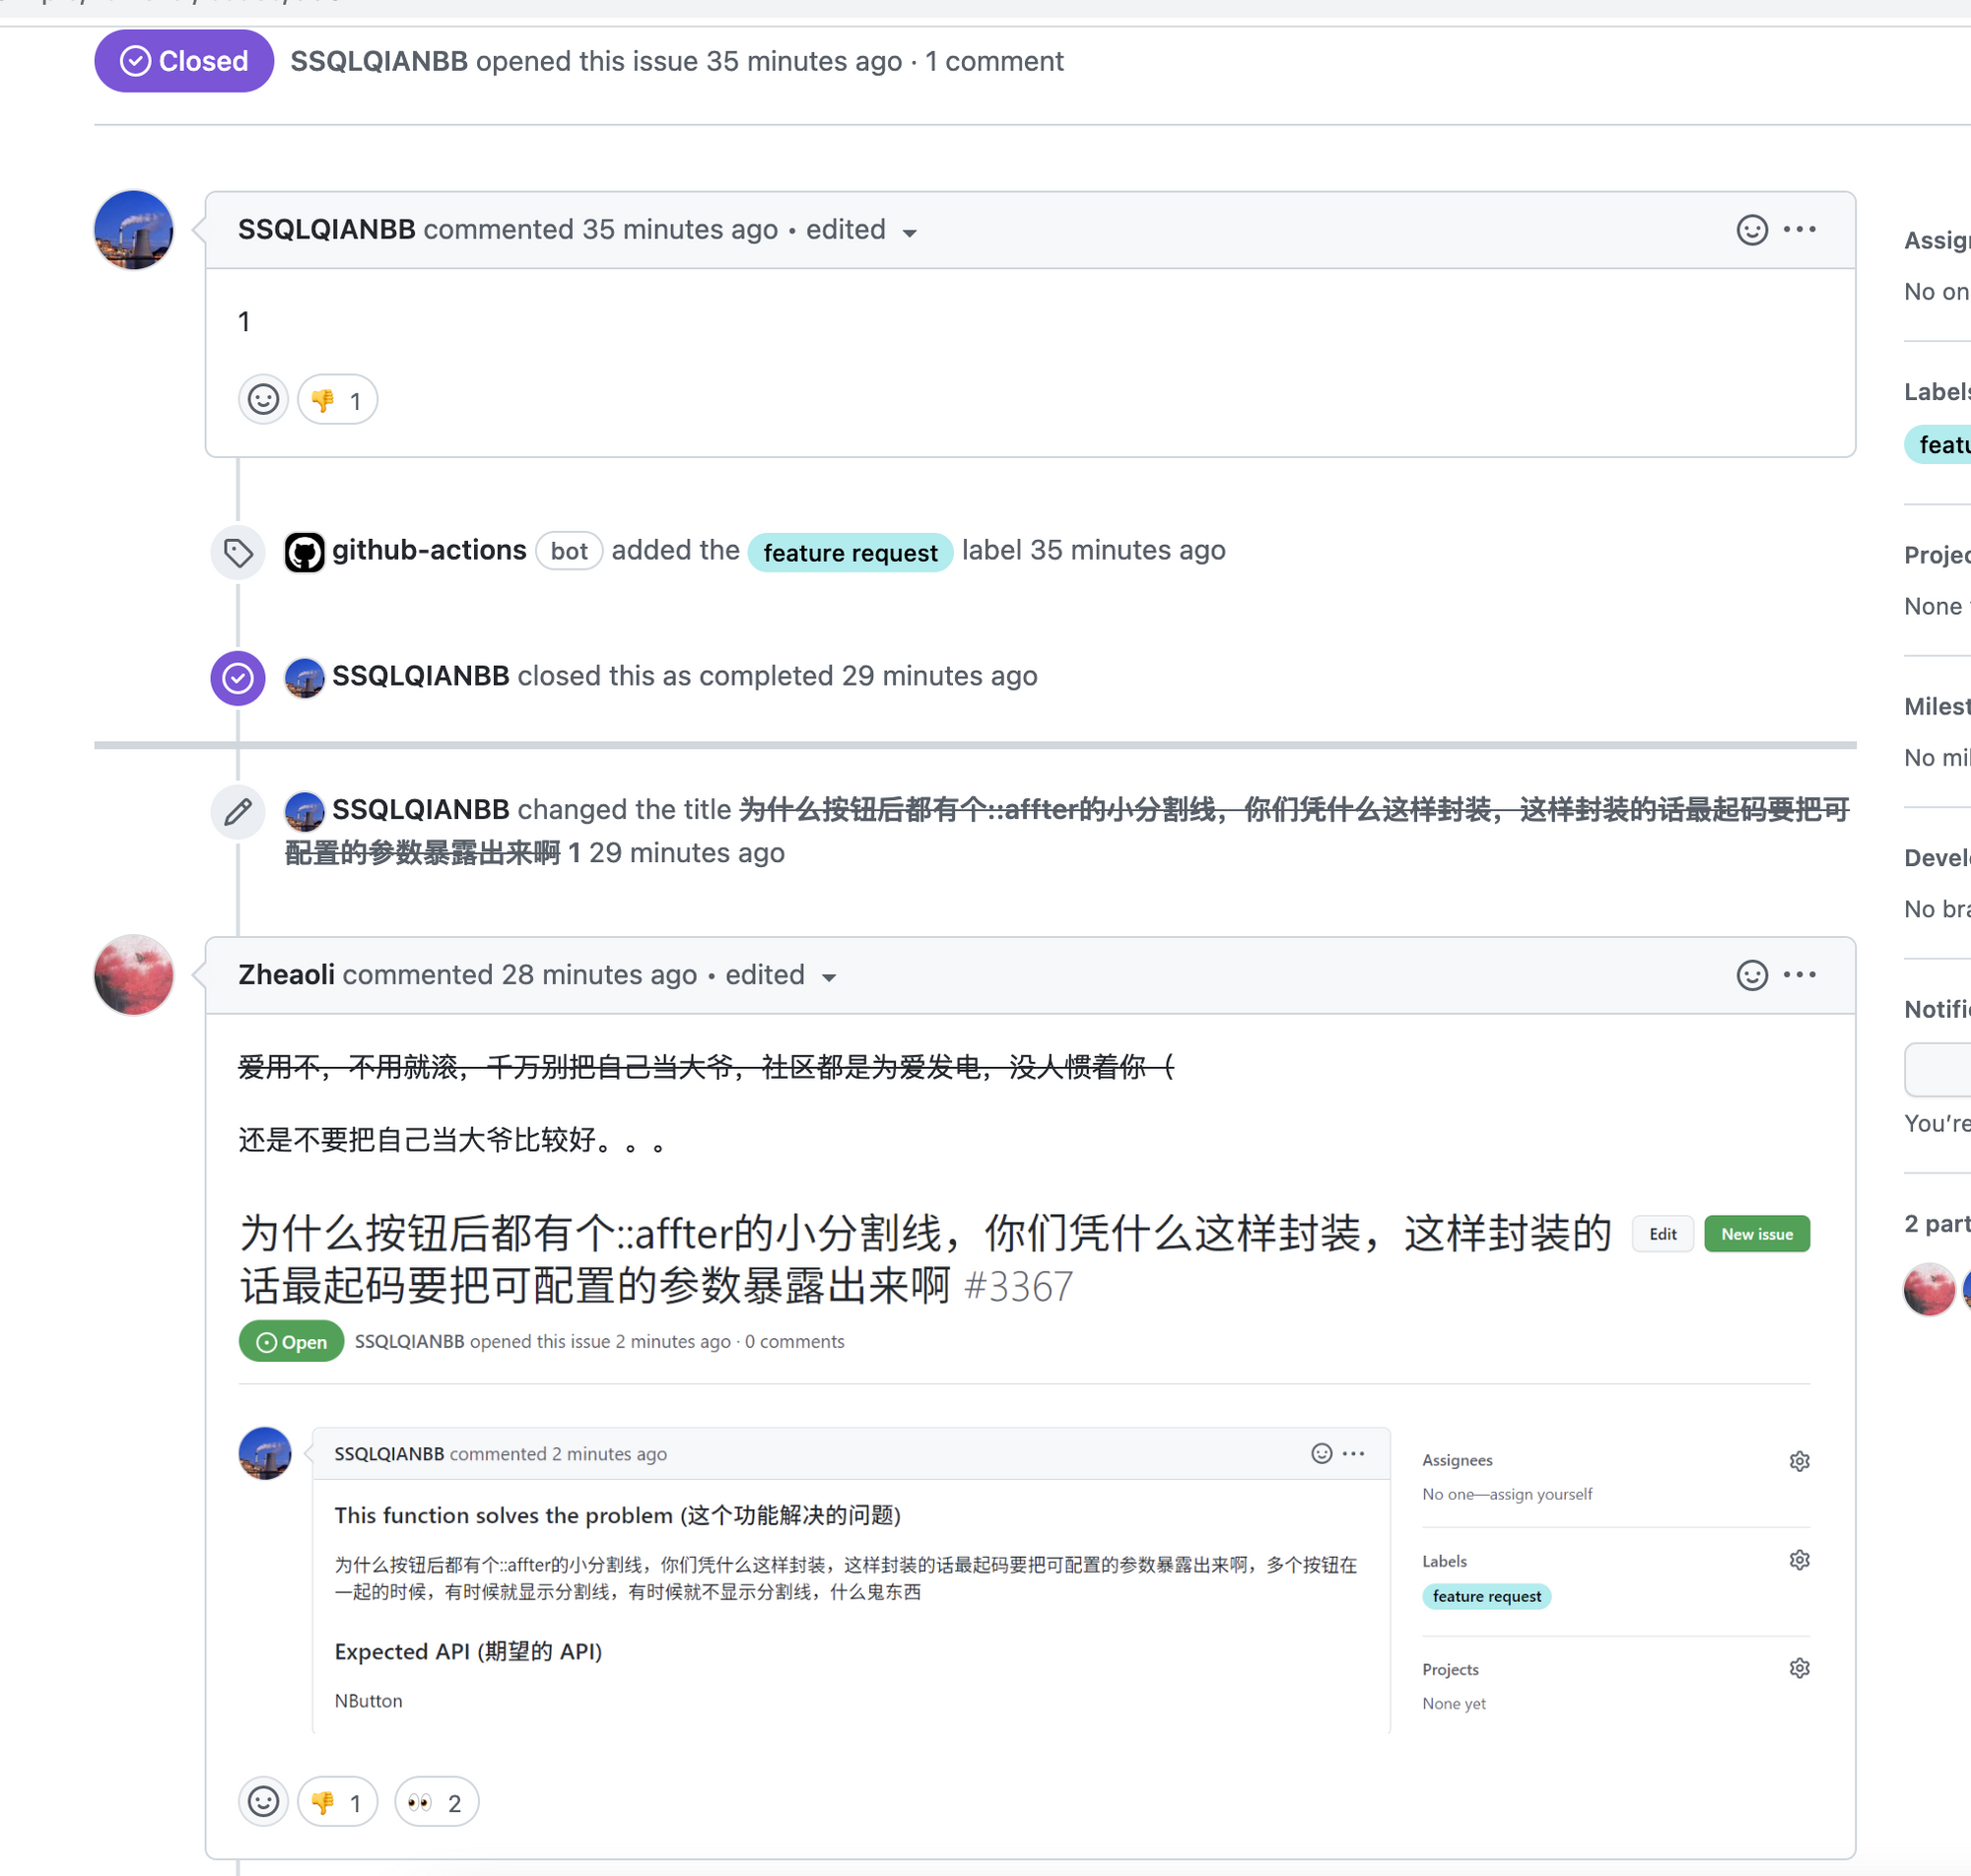 Closed SSQLQIANBB opened this issue 35 minutes ago · 1 comment
SSQLQIANBB commented 35 minutes ago • edited
1
👎 1
github-actions bot added the feature request label 35 minutes ago
SSQLQIANBB closed this as completed 29 minutes ago
SSQLQIANBB changed the title 为什么按钮后都有个::affter的小分割线，你们凭什么这样封装，这样封装的话最起码要把可
配置的参数暴露出来啊 1 29 minutes ago
Zheaoli commented 28 minutes ago • edited
爱用不，不用就滚，千万别把自己当大爷，社区都是为爱发电，没人惯着你（
还是不要把自己当大爷比较好。。。
为什么按钮后都有个::affter的小分割线，你们凭什么这样封装，这样封装的
话最起码要把可配置的参数暴露出来啊 #3367
Edit New issue
Open SSQLQIANBB opened this issue 2 minutes ago · 0 comments
SSQLQIANBB commented 2 minutes ago
This function solves the problem (这个功能解决的问题)
为什么按钮后都有个::affter的小分割线，你们凭什么这样封装，这样封装的话最起码要把可配置的参数暴露出来啊，多个按钮在
一起的时候，有时候就显示分割线，有时候就不显示分割线，什么鬼东西
Expected API (期望的 API)
NButton
Assignees
No one—assign yourself
Labels
feature request
Projects
None yet
👎 1 👀 2
Assign
No on
Labels
featu
Projec
None
Milest
No mil
Develo
No bra
Notific
You're
2 part